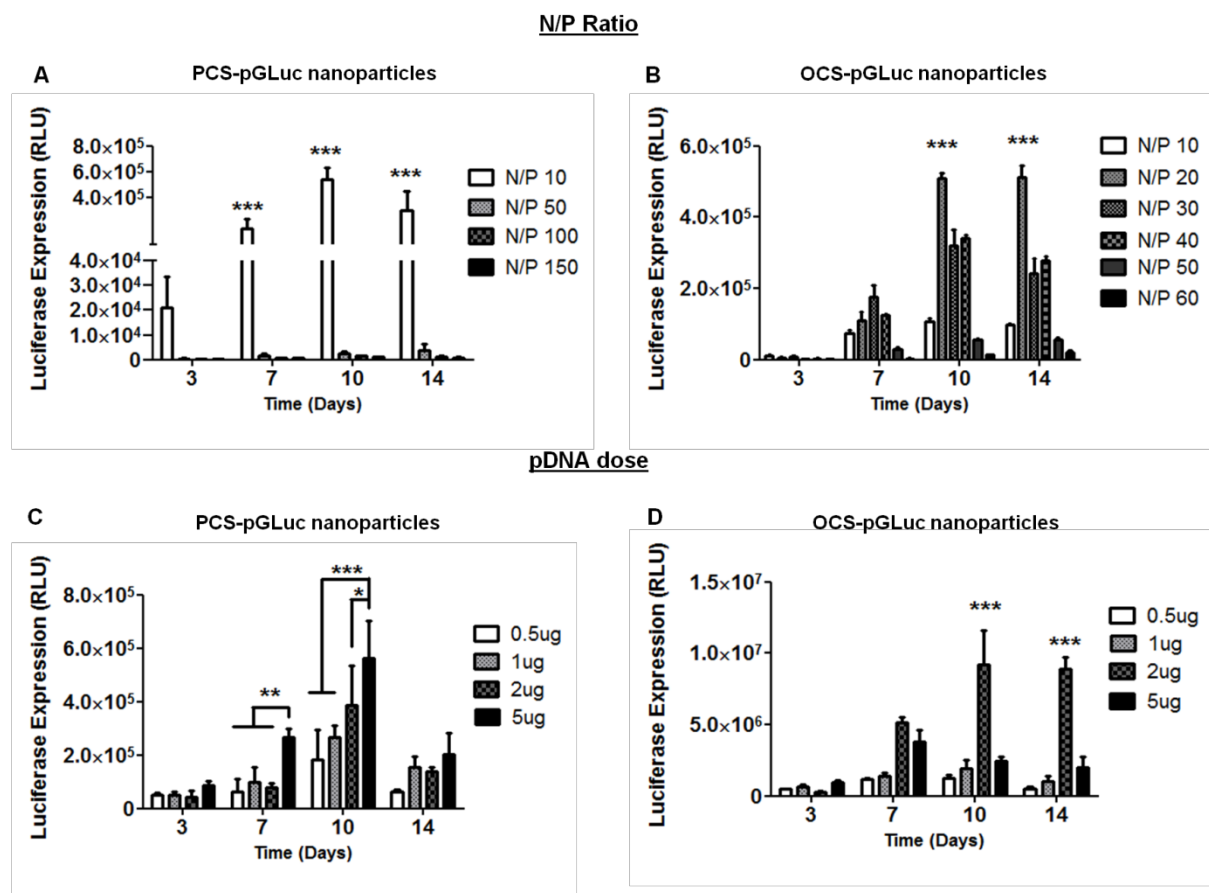 N/P Ratio
A
PCS-pGLuc nanoparticles
Luciferase Expression (RLU)
8.0×10⁵
6.0×10⁵
4.0×10⁵
4.0×10⁴
3.0×10⁴
2.0×10⁴
1.0×10⁴
0
***
***
***
3 7 10 14
Time (Days)
N/P 10
N/P 50
N/P 100
N/P 150
B
OCS-pGLuc nanoparticles
Luciferase Expression (RLU)
6.0×10⁵
4.0×10⁵
2.0×10⁵
0
***
***
3 7 10 14
Time (Days)
N/P 10
N/P 20
N/P 30
N/P 40
N/P 50
N/P 60
pDNA dose
C
PCS-pGLuc nanoparticles
Luciferase Expression (RLU)
8.0×10⁵
6.0×10⁵
4.0×10⁵
2.0×10⁵
0
**
***
*
3 7 10 14
Time (Days)
0.5ug
1ug
2ug
5ug
D
OCS-pGLuc nanoparticles
Luciferase Expression (RLU)
1.5×10⁷
1.0×10⁷
5.0×10⁶
0
***
***
3 7 10 14
Time (Days)
0.5ug
1ug
2ug
5ug